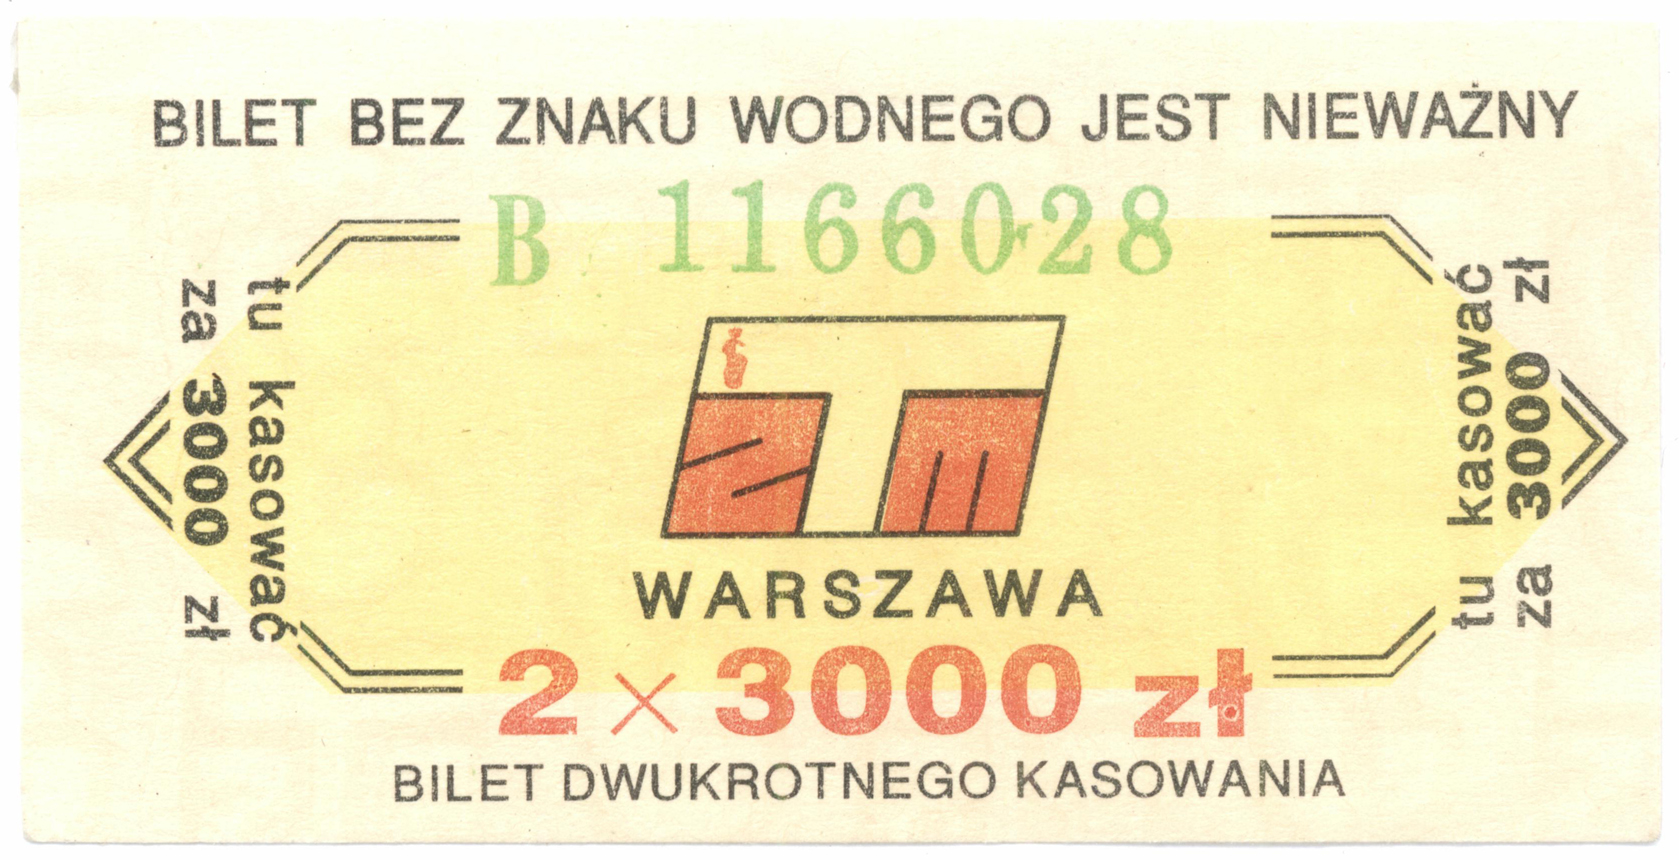 BILET BEZ ZNAKU WODNEGO JEST NIEWAŻNY
B 1166028
tu kasować
za 3000 zł
ZTM
WARSZAWA
2 × 3000 zł
BILET DWUKROTNEGO KASOWANIA
tu kasować
za 3000 zł